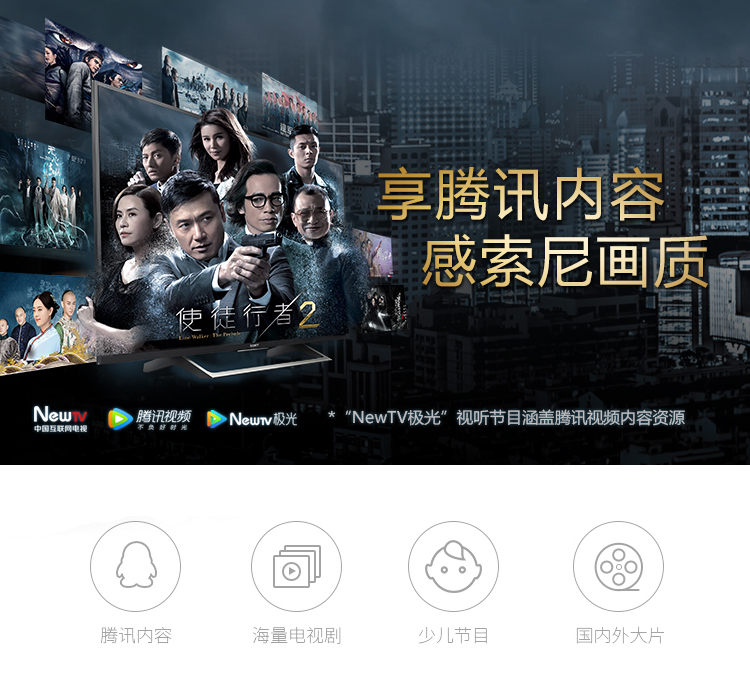 享腾讯内容
感索尼画质
使徒行者2
Line Walker: The Prelude
SONY
NewTV
中国互联网电视
腾讯视频
不负好时光
NewTV极光
*“NewTV极光”视听节目涵盖腾讯视频内容资源
腾讯内容
海量电视剧
少儿节目
国内外大片